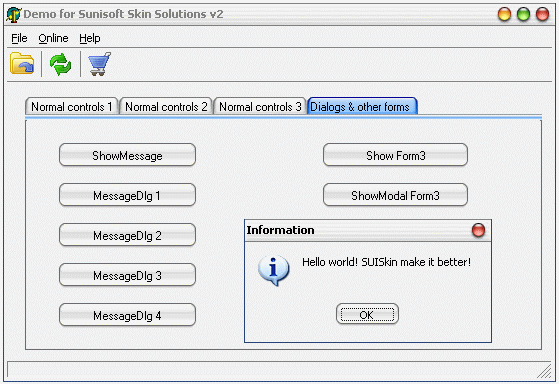 Demo for Sunisoft Skin Solutions v2
File Online Help
Normal controls 1 Normal controls 2 Normal controls 3 Dialogs & other forms
ShowMessage Show Form3
MessageDlg 1 ShowModal Form3
MessageDlg 2
Information
Hello world! SUISkin make it better!
MessageDlg 3
MessageDlg 4
OK